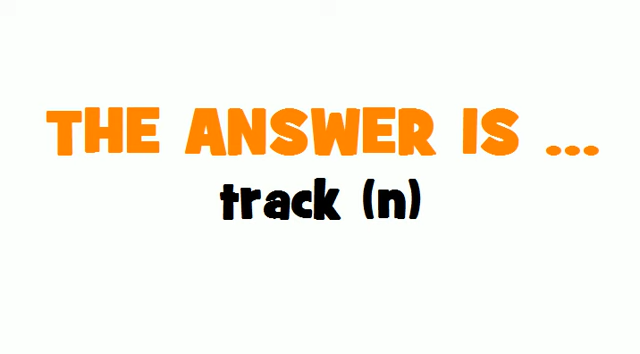 THE ANSWER IS ...
track (n)